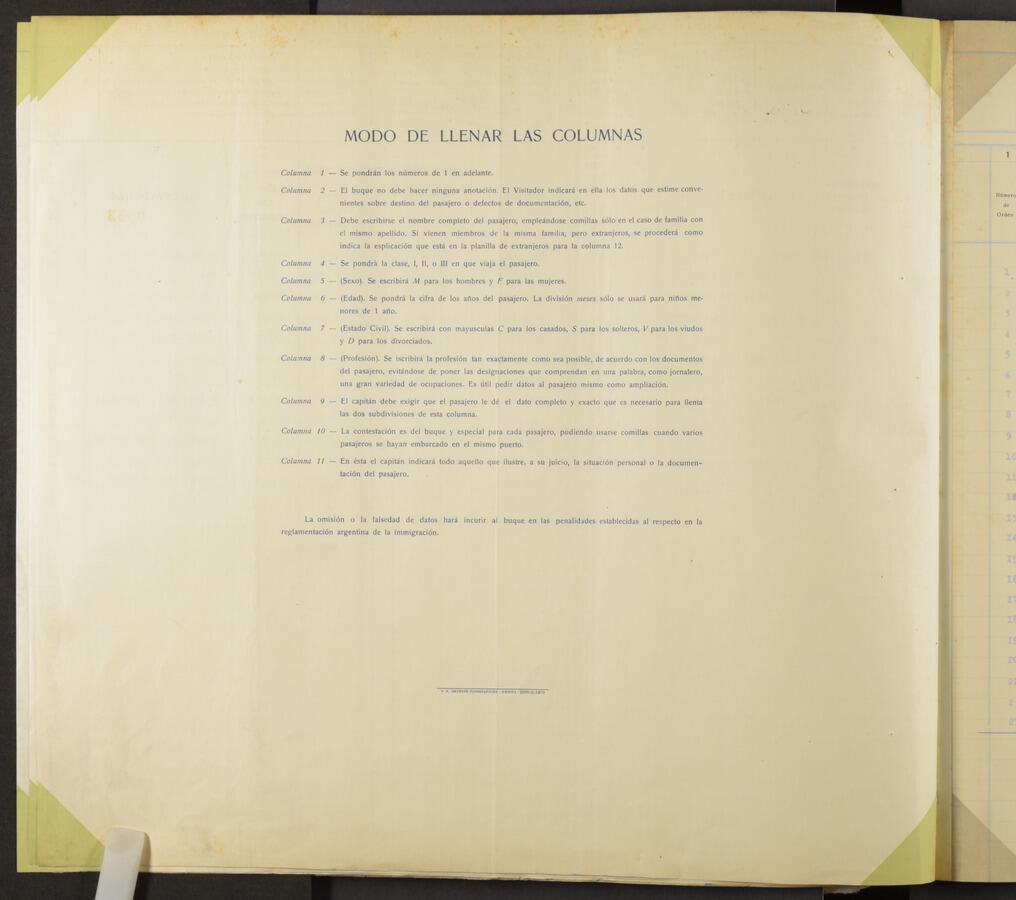 MODO DE LLENAR LAS COLUMNAS
Columna 1 — Se pondrán los números de 1 en adelante.
Columna 2 — El buque no debe hacer ninguna anotación. El Visitador indicará en ella los datos que estime conve-
nientes sobre destino del pasajero o defectos de documentación, etc.
Columna 3 — Debe escribirse el nombre completo del pasajero, empleándose comillas sólo en el caso de familia con
el mismo apellido. Si vienen miembros de la misma familia, pero extranjeros, se procederá como
indica la esplicación que está en la planilla de extranjeros para la columna 12.
Columna 4 — Se pondrá la clase, I, II, o III en que viaja el pasajero.
Columna 5 — (Sexo). Se escribirá M para los hombres y F para las mujeres.
Columna 6 — (Edad). Se pondrá la cifra de los años del pasajero. La división meses sólo se usará para niños me-
nores de 1 año.
Columna 7 — (Estado Civil). Se escribirá con mayusculas C para los casados, S para los solteros, V para los viudos
y D para los divorciados.
Columna 8 — (Profesión). Se iscribirá la profesión tan exactamente como sea posible, de acuerdo con los documentos
del pasajero, evitándose de poner las designaciones que comprendan en una palabra, como jornalero,
una gran variedad de ocupaciones. Es útil pedir datos al pasajero mismo como ampliación.
Columna 9 — El capitán debe exigir que el pasajero le dé el dato completo y exacto que es necesario para llenta
las dos subdivisiones de esta columna.
Columna 10 — La contestación es del buque y especial para cada pasajero, pudiendo usarse comillas cuando varios
pasajeros se hayan embarcado en el mismo puerto.
Columna 11 — En ésta el capitán indicará todo aquello que ilustre, a su juicio, la situación personal o la documen-
tación del pasajero.
La omisión o la falsedad de datos hará incurir al buque en las penalidades establecidas al respecto en la
reglamentación argentina de la immigración.
1
Número
de
Orden
1
3
4
5
6
7
8
9